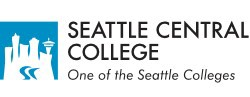 SEATTLE CENTRAL
COLLEGE
One of the Seattle Colleges